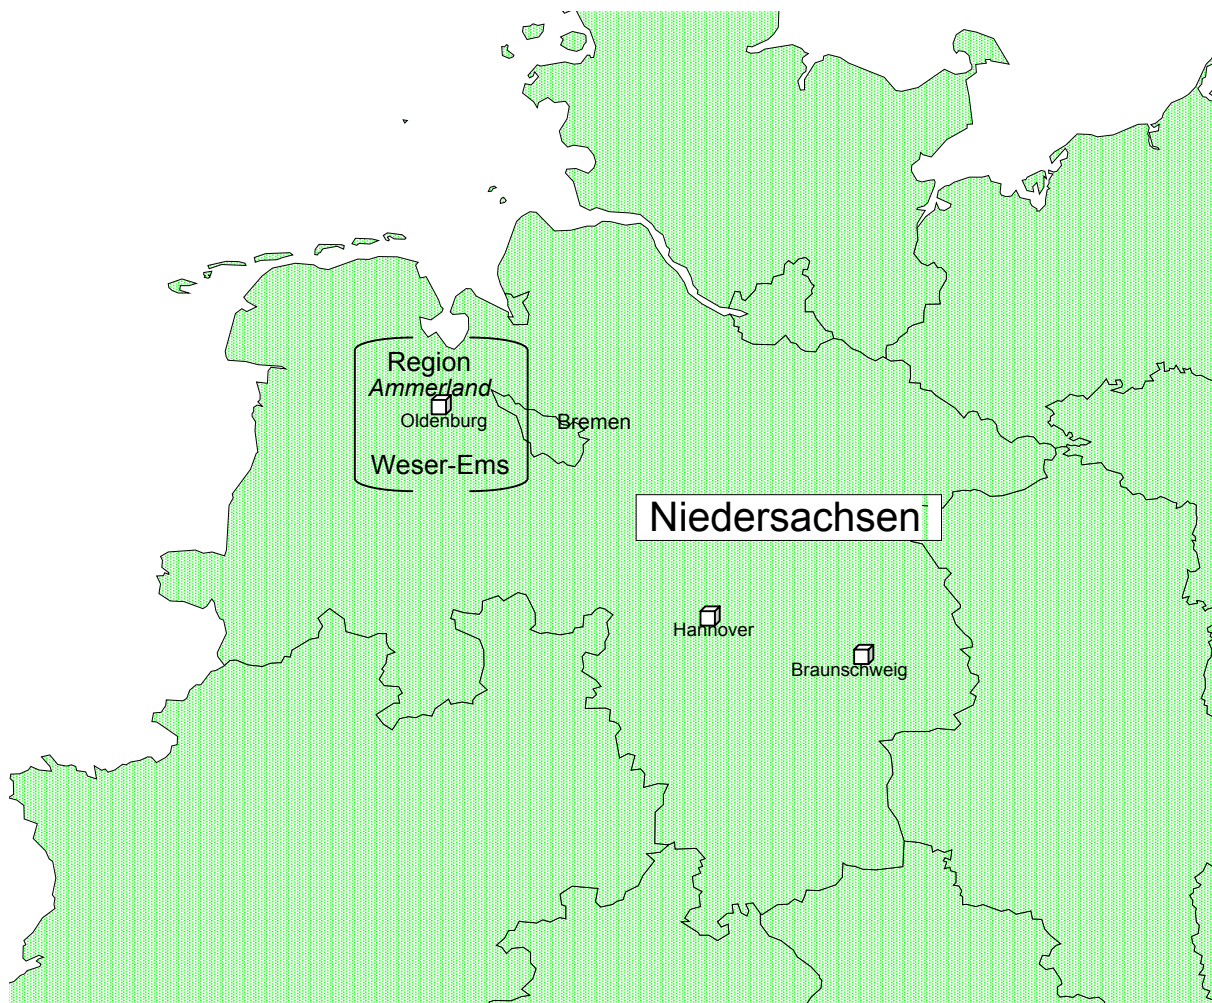 Region
Ammerland
Oldenburg
Bremen
Weser-Ems
Niedersachsen
Hannover
Braunschweig